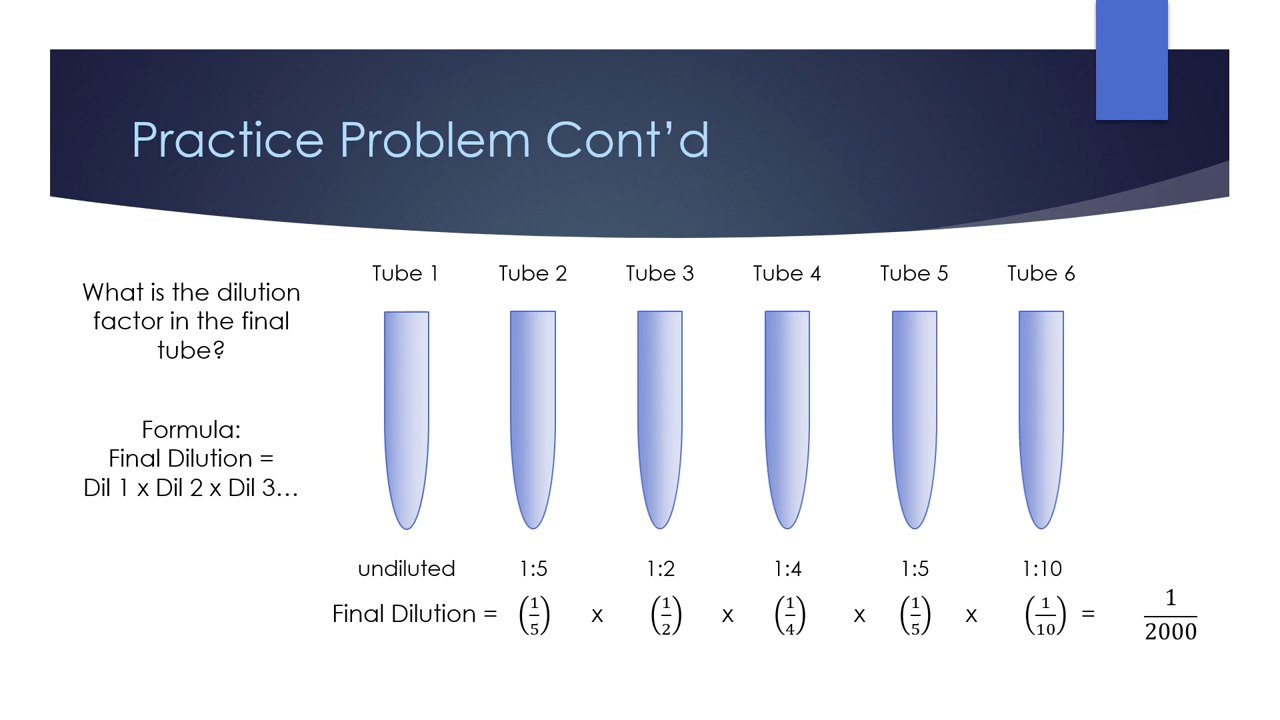 Practice Problem Cont’d
What is the dilution
factor in the final
tube?
Formula:
Final Dilution =
Dil 1 x Dil 2 x Dil 3…
Tube 1 Tube 2 Tube 3 Tube 4 Tube 5 Tube 6
undiluted 1:5 1:2 1:4 1:5 1:10
Final Dilution = (1/5) x (1/2) x (1/4) x (1/5) x (1/10) = 1/2000